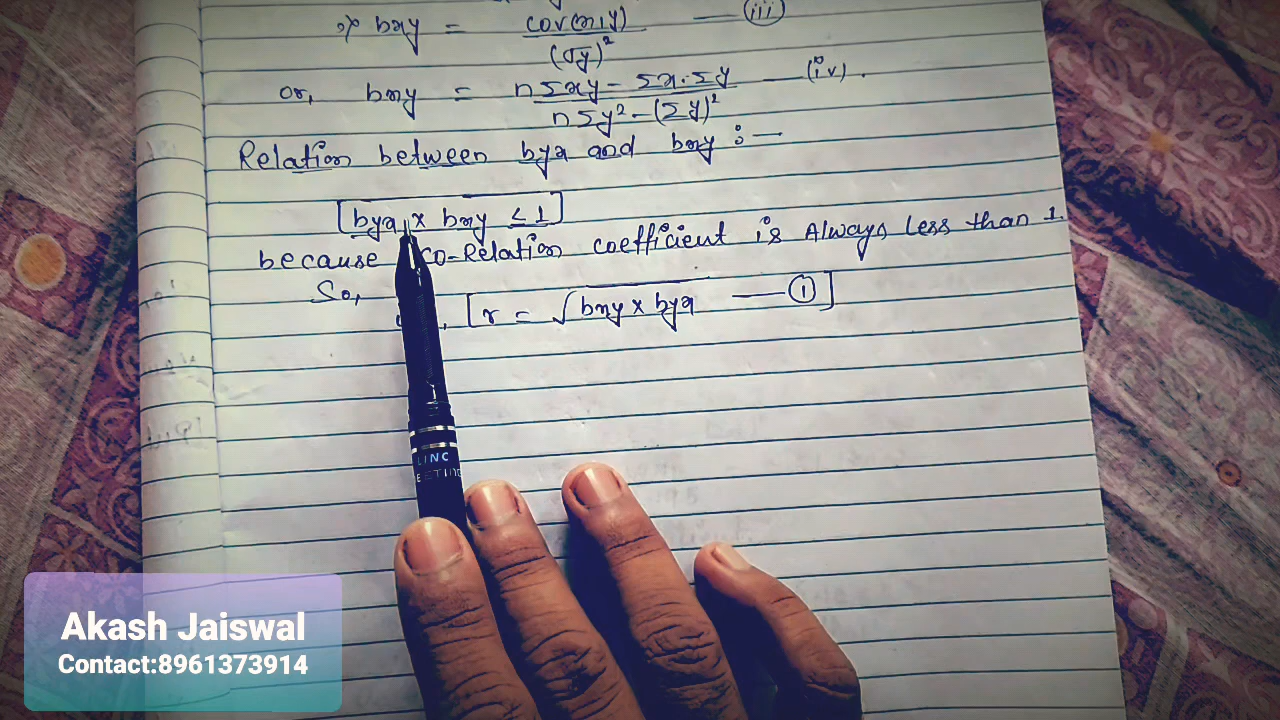 % bxy = cov(x,y) / (σy)² — (iii)
or, bxy = nΣxy - Σx.Σy / nΣy² - (Σy)² — (iv).
Relation between byx and bxy :—
[byx × bxy ≤ 1]
because co-Relation coefficient is Always Less than 1.
So,
[r = √bxy × byx — ①]
LINC
Akash Jaiswal
Contact:8961373914